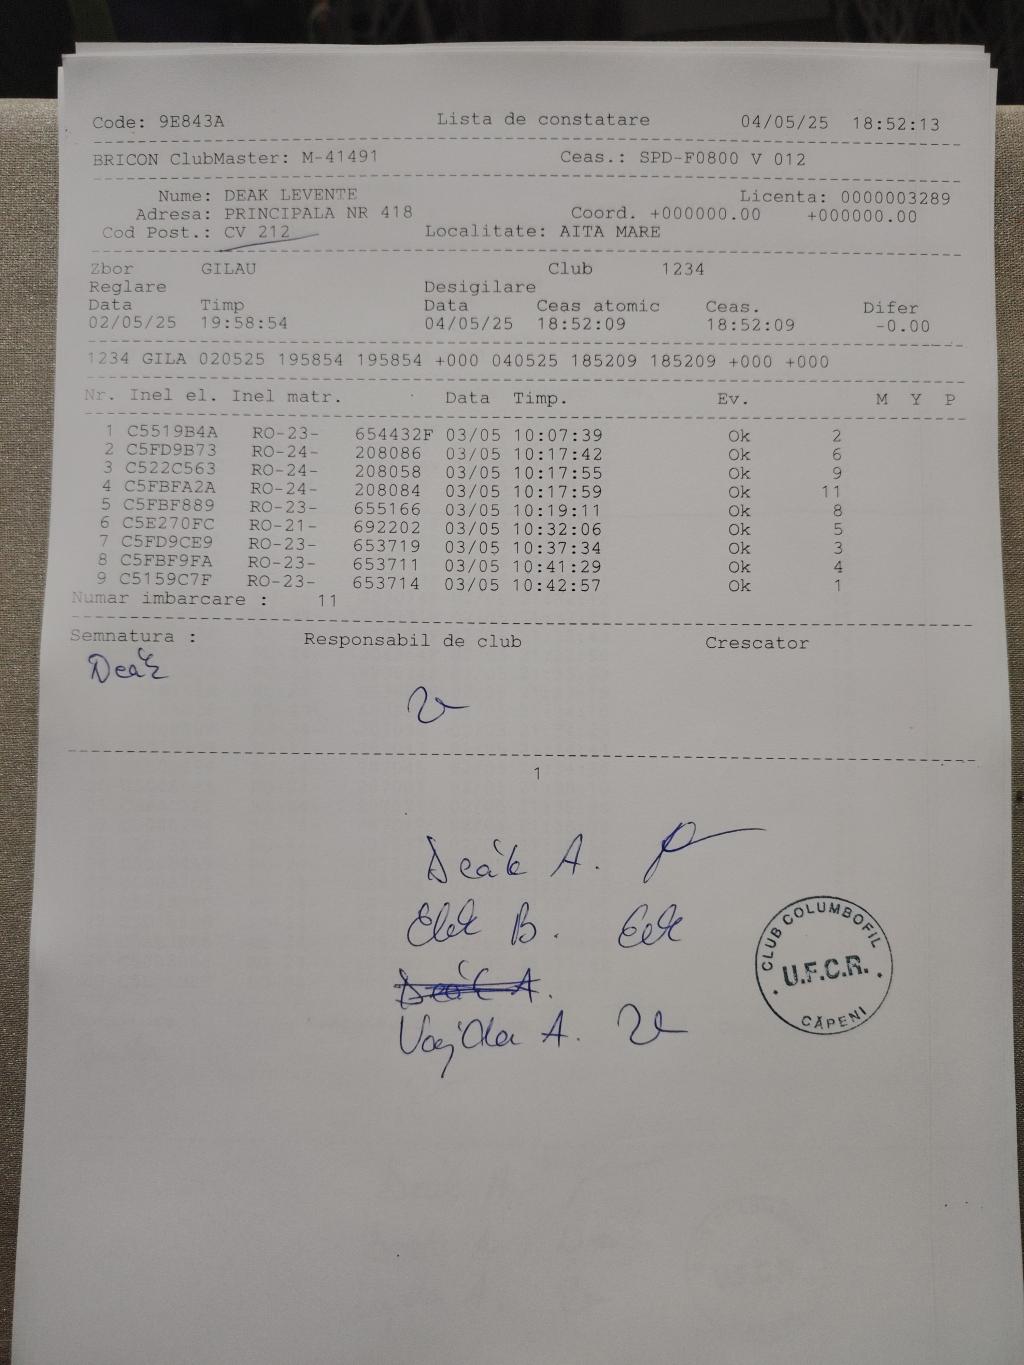 Code: 9E843A Lista de constatare 04/05/25 18:52:13
BRICON ClubMaster: M-41491 Ceas.: SPD-F0800 V 012
Nume: DEAK LEVENTE Licenta: 0000003289
Adresa: PRINCIPALA NR 418 Coord. +000000.00 +000000.00
Cod Post.: CV 212 Localitate: AITA MARE
Zbor GILAU Club 1234
Reglare Desigilare
Data Timp Data Ceas atomic Ceas. Difer
02/05/25 19:58:54 04/05/25 18:52:09 18:52:09 -0.00
1234 GILA 020525 195854 195854 +000 040525 185209 185209 +000 +000
Nr. Inel el. Inel matr. Data Timp. Ev. M Y P
1 C5519B4A RO-23- 654432F 03/05 10:07:39 Ok 2
2 C5FD9B73 RO-24- 208086 03/05 10:17:42 Ok 6
3 C522C563 RO-24- 208058 03/05 10:17:55 Ok 9
4 C5FBFA2A RO-24- 208084 03/05 10:17:59 Ok 11
5 C5FBF889 RO-23- 655166 03/05 10:19:11 Ok 8
6 C5E270FC RO-21- 692202 03/05 10:32:06 Ok 5
7 C5FD9CE9 RO-23- 653719 03/05 10:37:34 Ok 3
8 C5FBF9FA RO-23- 653711 03/05 10:41:29 Ok 4
9 C5159C7F RO-23- 653714 03/05 10:42:57 Ok 1
Numar imbarcare : 11
Semnatura : Responsabil de club Crescator
Deák
1
Deák A.
Elek B. Elek
Deák A.
Vajda A.
CLUB COLUMBOFIL
U.F.C.R.
CĂPENI